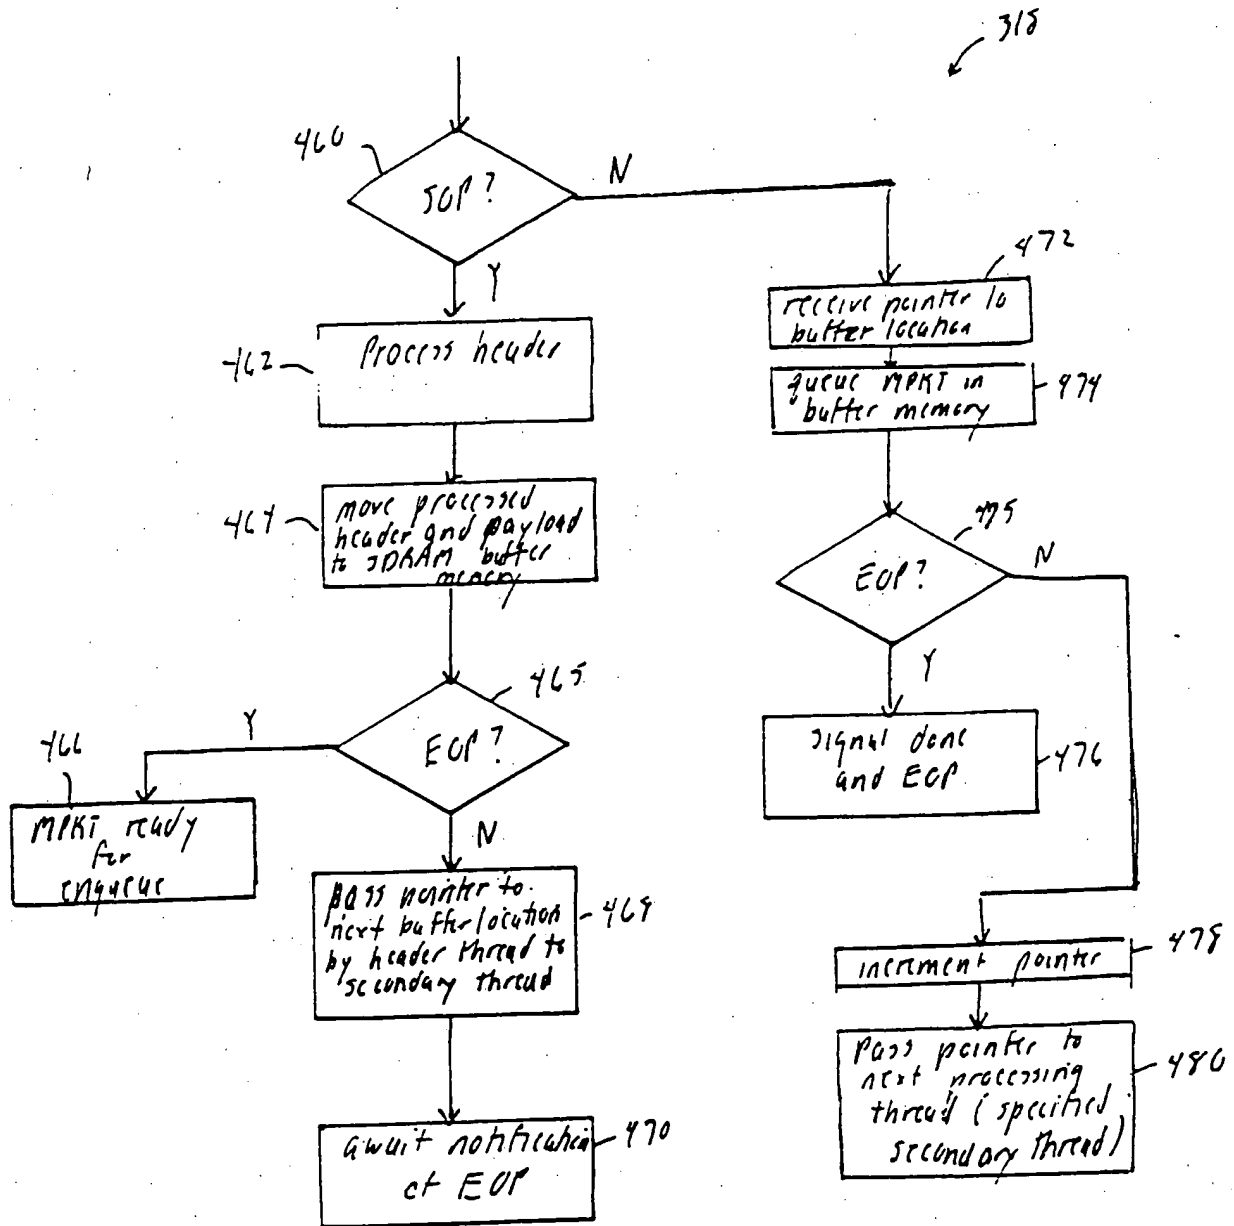 318
460
SOP?
N
Y
472
receive pointer to
buffer location
462
Process header
queue MPKT in
buffer memory
474
464
move processed
header and payload
to SDRAM buffer
memory
475
EOP?
N
Y
465
EOP?
Y
N
466
MPKT ready
for
enqueue
signal done
and EOP
476
pass pointer to
next buffer location
by header thread to
secondary thread
468
478
increment pointer
Pass pointer to
next processing
thread (specified
secondary thread)
480
await notification
of EOP
470